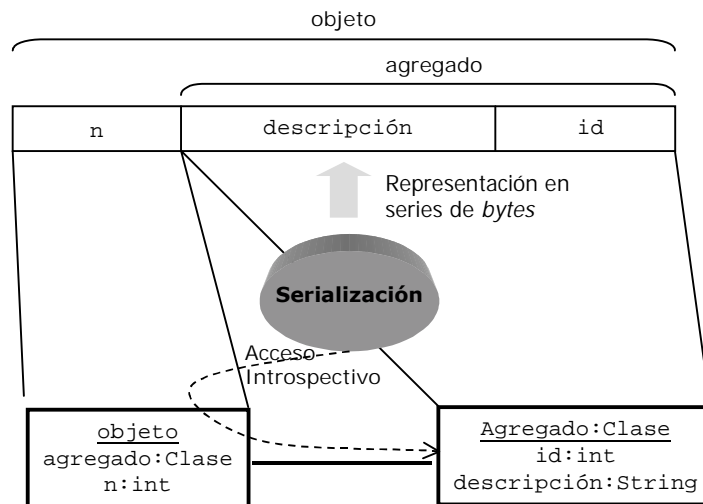 objeto
agregado
n
descripción
id
Representación en
series de bytes
Serialización
Acceso
Introspectivo
objeto
agregado:Clase
n:int
Agregado:Clase
id:int
descripción:String